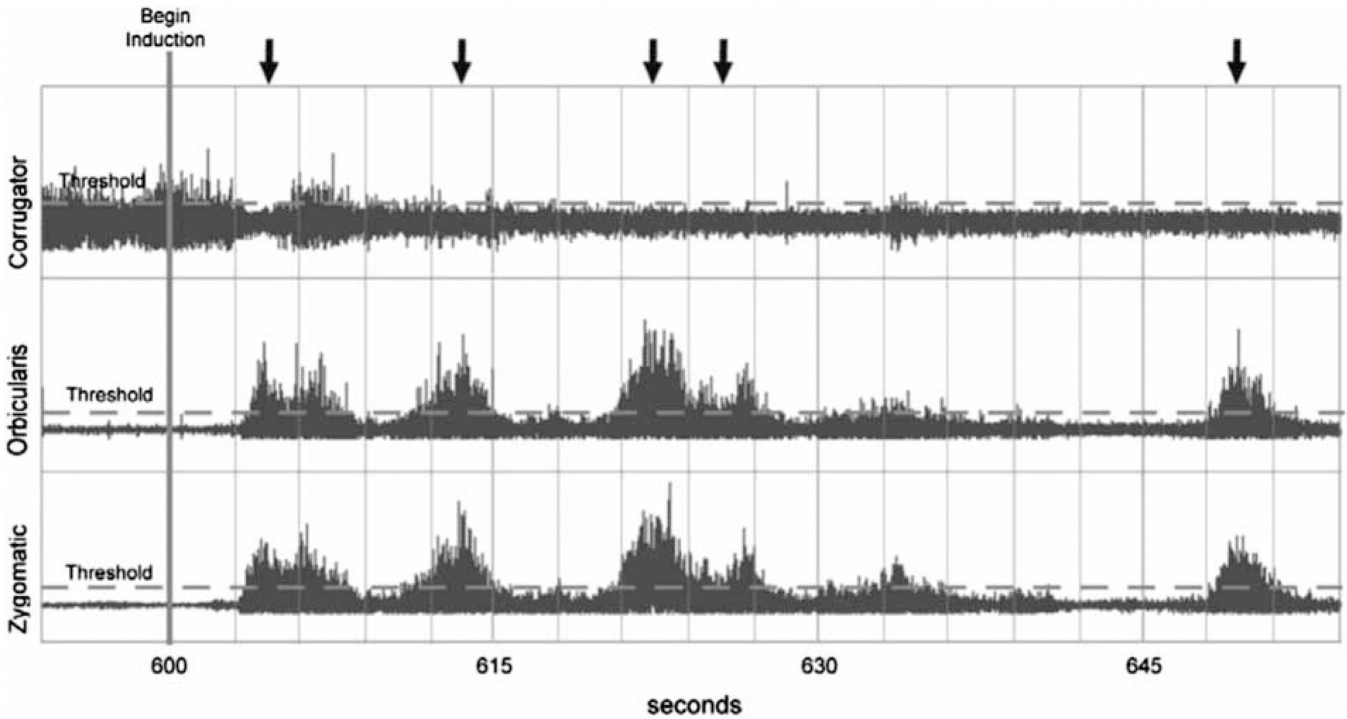 Begin
Induction
Corrugator
Threshold
Orbicularis
Threshold
Zygomatic
Threshold
600 615 630 645
seconds